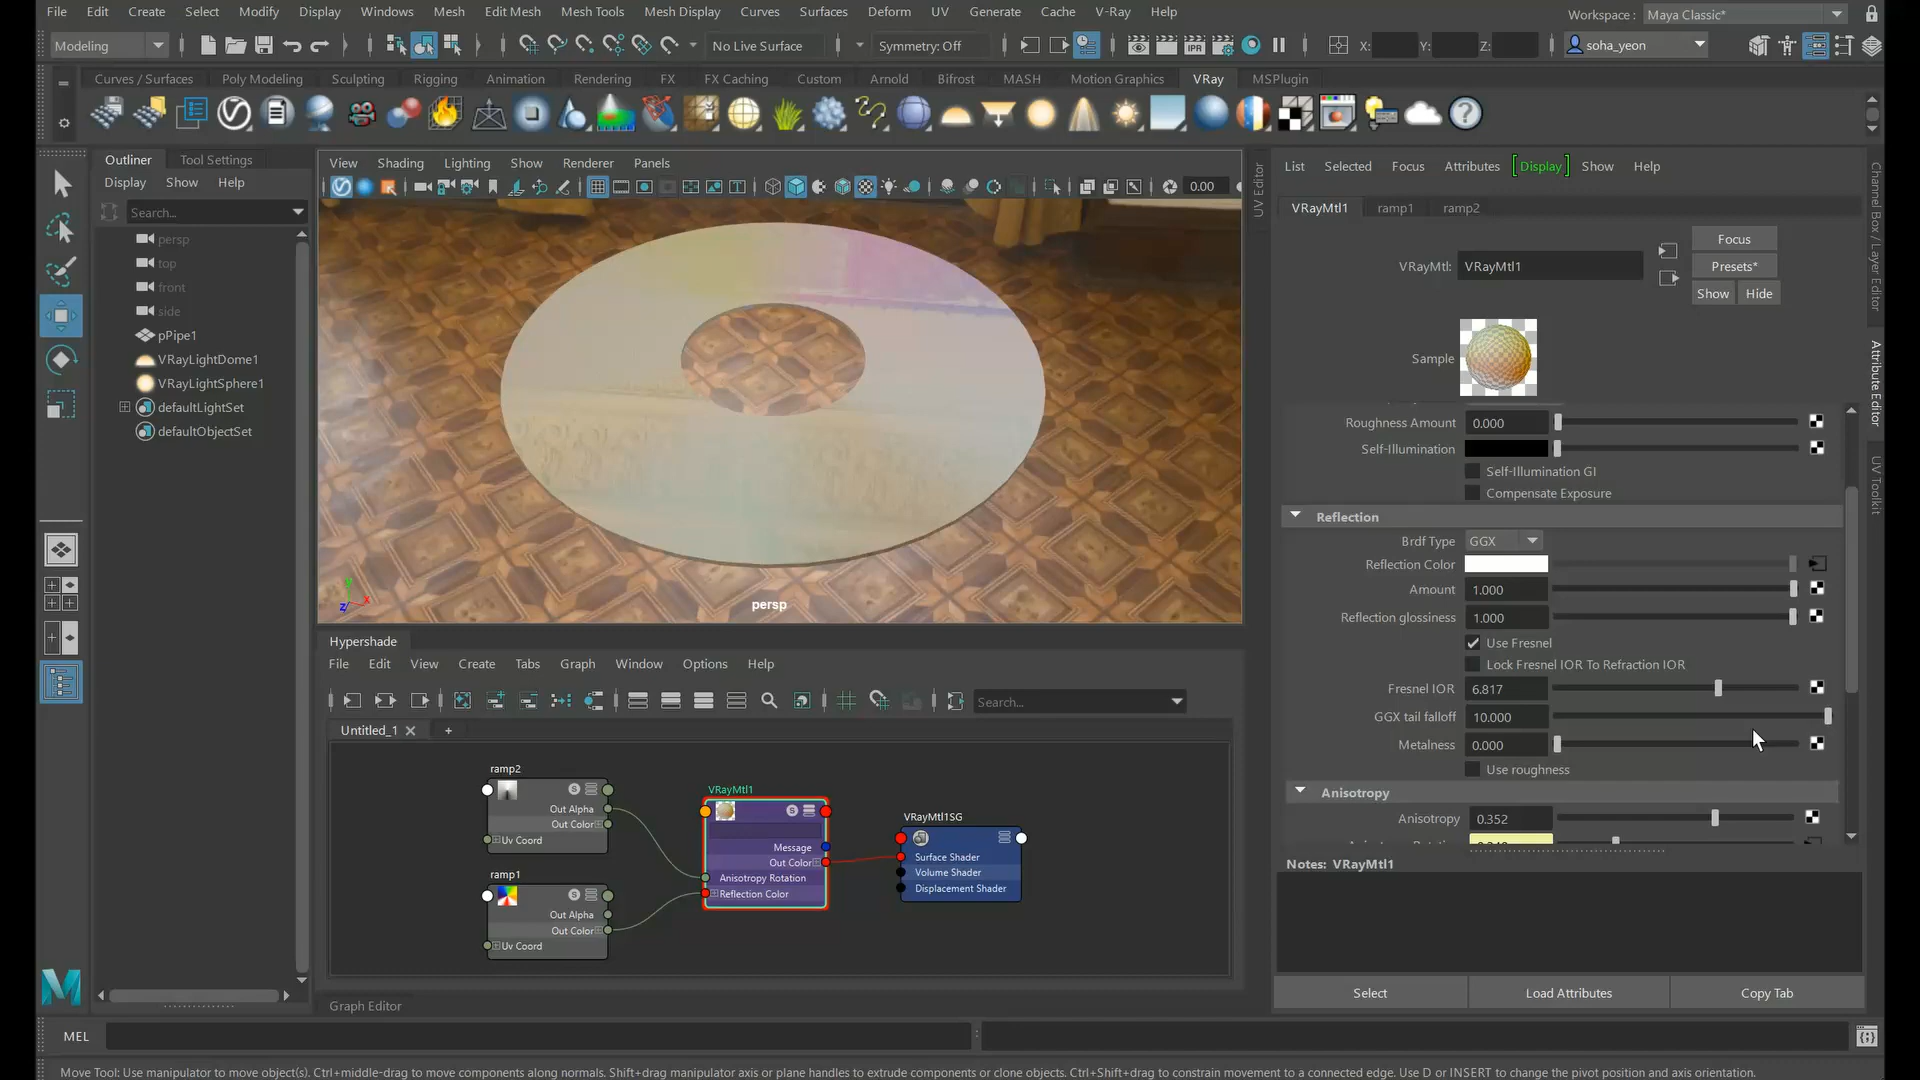 File Edit Create Select Modify Display Windows Mesh Edit Mesh Mesh Tools Mesh Display Curves Surfaces Deform UV Generate Cache V-Ray Help
Workspace : Maya Classic*
Modeling No Live Surface Symmetry: Off X: Y: Z: soha_yeon
Curves / Surfaces Poly Modeling Sculpting Rigging Animation Rendering FX FX Caching Custom Arnold Bifrost MASH Motion Graphics VRay MSPlugin
Outliner Tool Settings
Display Show Help
Search...
persp
top
front
side
pPipe1
VRayLightDome1
VRayLightSphere1
defaultLightSet
defaultObjectSet
View Shading Lighting Show Renderer Panels
0.00
persp
y
x
z
UV Editor
Hypershade
File Edit View Create Tabs Graph Window Options Help
Search...
Untitled_1
+
ramp2
Out Alpha
Out Color
Uv Coord
ramp1
Out Alpha
Out Color
Uv Coord
VRayMtl1
Message
Out Color
Anisotropy Rotation
Reflection Color
VRayMtl1SG
Surface Shader
Volume Shader
Displacement Shader
Graph Editor
List Selected Focus Attributes [Display] Show Help
VRayMtl1 ramp1 ramp2
VRayMtl: VRayMtl1
Focus
Presets*
Show Hide
Sample
Roughness Amount 0.000
Self-Illumination
Self-Illumination GI
Compensate Exposure
Reflection
Brdf Type GGX
Reflection Color
Amount 1.000
Reflection glossiness 1.000
Use Fresnel
Lock Fresnel IOR To Refraction IOR
Fresnel IOR 6.817
GGX tail falloff 10.000
Metalness 0.000
Use roughness
Anisotropy
Anisotropy 0.352
Notes: VRayMtl1
Select Load Attributes Copy Tab
Channel Box / Layer Editor
Attribute Editor
UV Toolkit
MEL
Move Tool: Use manipulator to move object(s). Ctrl+middle-drag to move components along normals. Shift+drag manipulator axis or plane handles to extrude components or clone objects. Ctrl+Shift+drag to constrain movement to a connected edge. Use D or INSERT to change the pivot position and axis orientation.